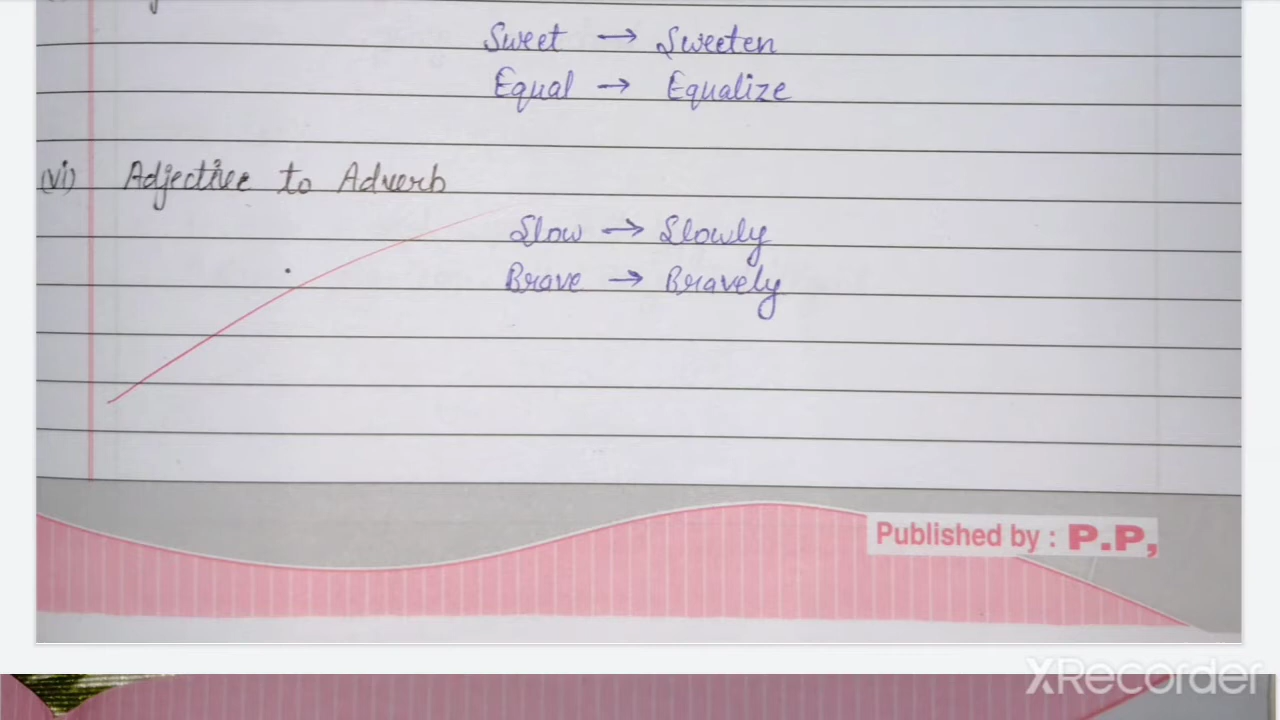 Sweet → Sweeten
Equal → Equalize
(vi) Adjective to Adverb
Slow → Slowly
Brave → Bravely
Published by : P.P,
XRecorder